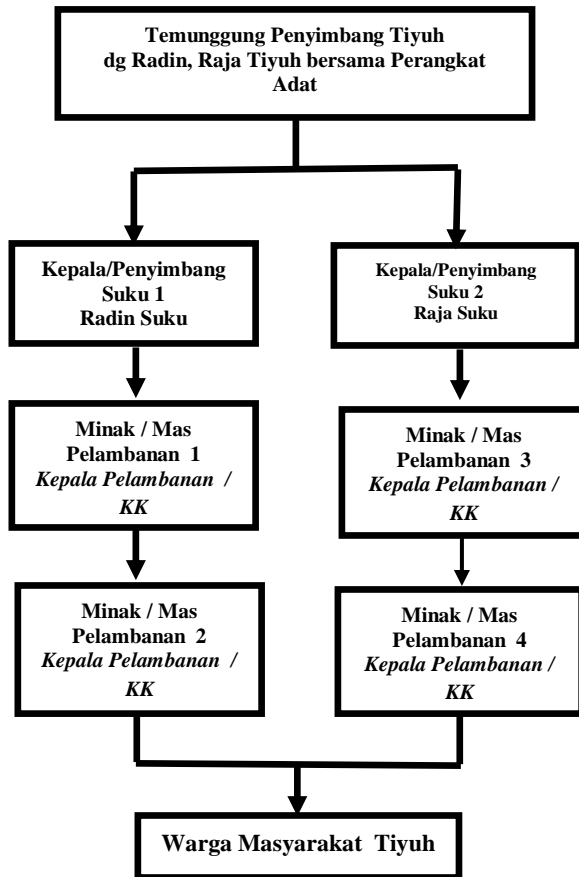 Temunggung Penyimbang Tiyuh
dg Radin, Raja Tiyuh bersama Perangkat
Adat
Kepala/Penyimbang
Suku 1
Radin Suku
Kepala/Penyimbang
Suku 2
Raja Suku
Minak / Mas
Pelambanan 1
Kepala Pelambanan /
KK
Minak / Mas
Pelambanan 3
Kepala Pelambanan /
KK
Minak / Mas
Pelambanan 2
Kepala Pelambanan /
KK
Minak / Mas
Pelambanan 4
Kepala Pelambanan /
KK
Warga Masyarakat Tiyuh